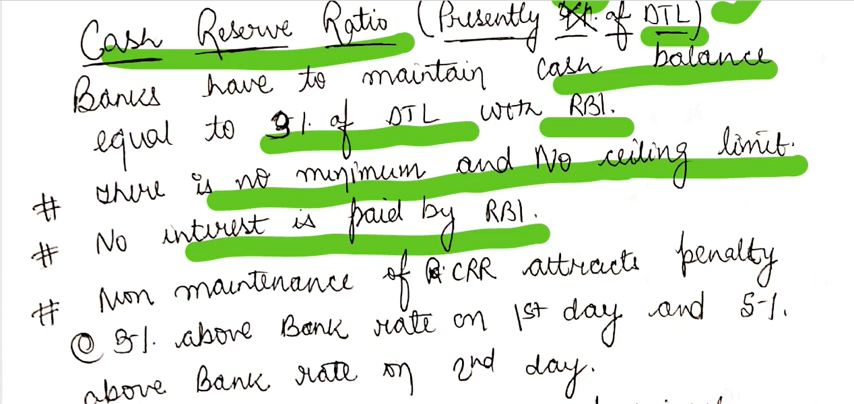 Cash Reserve Ratio (Presently of DTL)
Banks have to maintain cash balance
equal to 3% of DTL with RBI.
# there is no minimum and No ceiling limit.
# No interest is paid by RBI.
# Non maintenance of CRR attracts penalty
@ 3% above Bank rate on 1st day and 5%
above Bank rate on 2nd day.